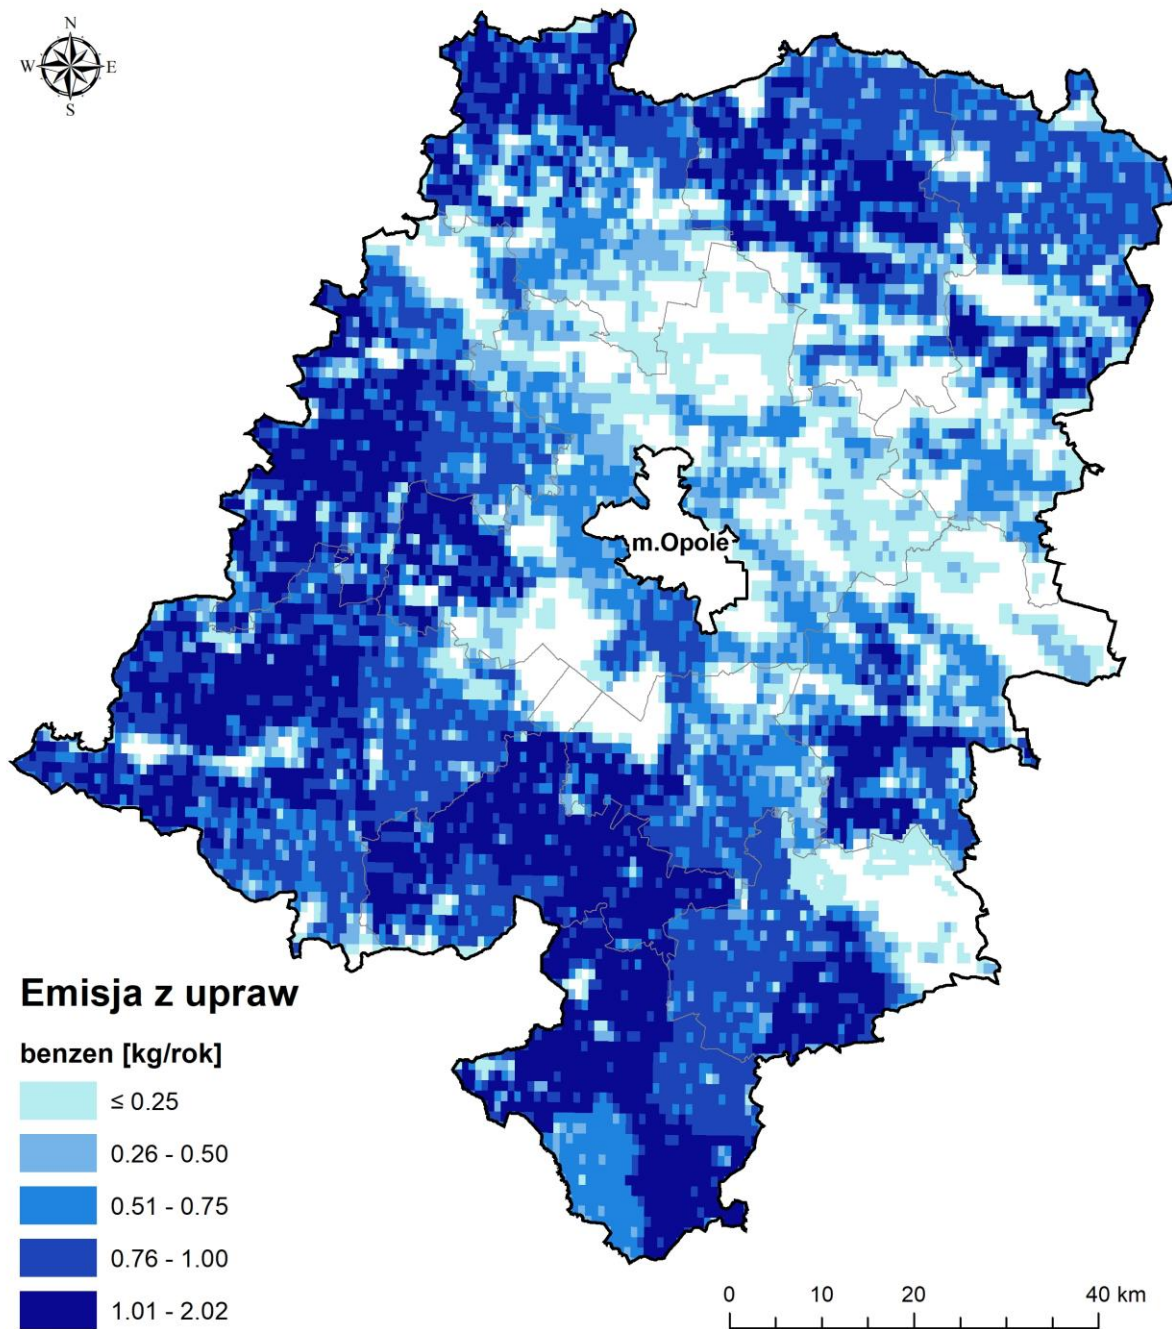 N
W E
S
m.Opole
Emisja z upraw
benzen [kg/rok]
≤ 0.25
0.26 - 0.50
0.51 - 0.75
0.76 - 1.00
1.01 - 2.02
0 10 20 40 km